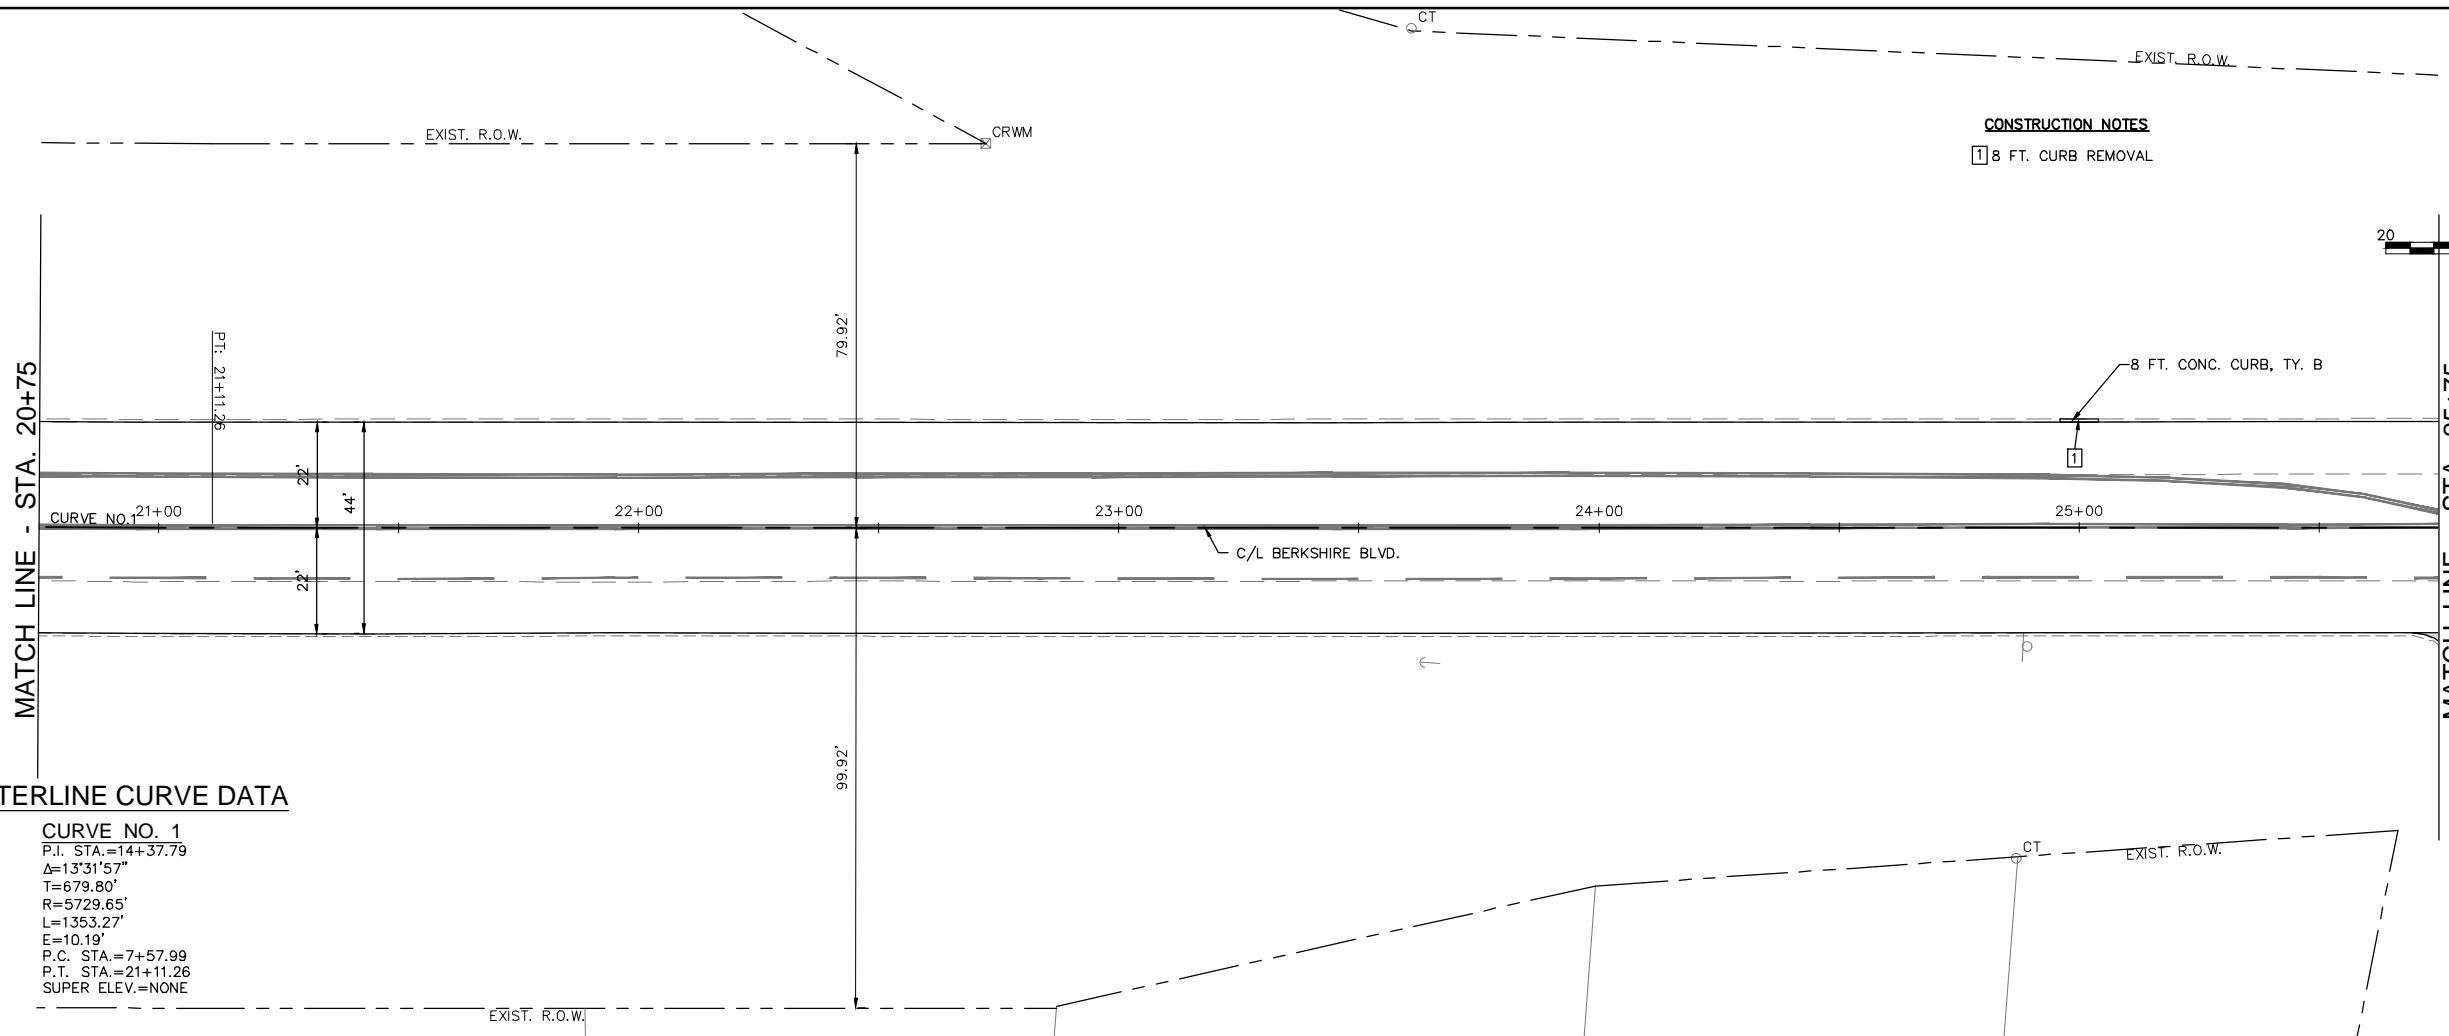 CT
EXIST. R.O.W.
EXIST. R.O.W.
CRWM
CONSTRUCTION NOTES
1 8 FT. CURB REMOVAL
20
79.92'
PT: 21+11.26
8 FT. CONC. CURB, TY. B
MATCH LINE - STA. 20+75
22'
44'
1
CURVE NO.1
21+00
22+00
23+00
24+00
25+00
C/L BERKSHIRE BLVD.
22'
99.92'
TERLINE CURVE DATA
CURVE NO. 1
P.I. STA.=14+37.79
Δ=13°31'57"
T=679.80'
R=5729.65'
L=1353.27'
E=10.19'
P.C. STA.=7+57.99
P.T. STA.=21+11.26
SUPER ELEV.=NONE
CT
EXIST. R.O.W.
EXIST. R.O.W.